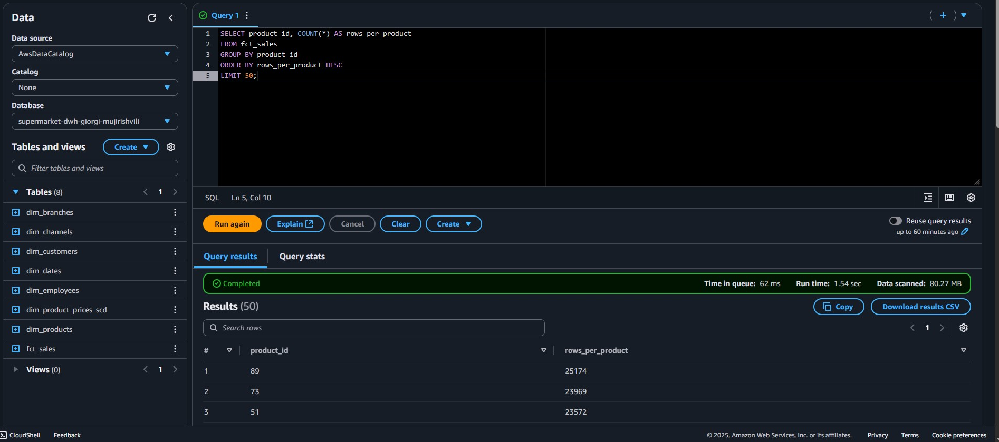 Data
Data source
AwsDataCatalog
Catalog
None
Database
supermarket-dwh-giorgi-mujirishvili
Tables and views
Create
Filter tables and views
Tables (8)
1
dim_branches
dim_channels
dim_customers
dim_dates
dim_employees
dim_product_prices_scd
dim_products
fct_sales
Views (0)
1
Query 1
1 SELECT product_id, COUNT(*) AS rows_per_product
2 FROM fct_sales
3 GROUP BY product_id
4 ORDER BY rows_per_product DESC
5 LIMIT 50;
SQL Ln 5, Col 10
Run again Explain Cancel Clear Create
Reuse query results
up to 60 minutes ago
Query results Query stats
Completed Time in queue: 62 ms Run time: 1.54 sec Data scanned: 80.27 MB
Results (50) Copy Download results CSV
Search rows 1
# product_id rows_per_product
1 89 25174
2 73 23969
3 51 23572
CloudShell Feedback © 2025, Amazon Web Services, Inc. or its affiliates. Privacy Terms Cookie preferences